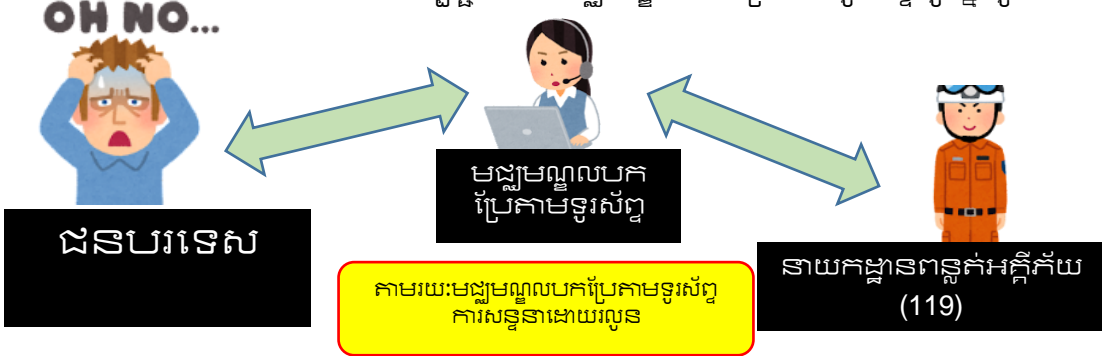 OH NO...
មជ្ឈមណ្ឌលបក
ប្រែតាមទូរស័ព្ទ
ជនបរទេស
នាយកដ្ឋានពន្លត់អគ្គីភ័យ
(119)
តាមរយៈមជ្ឈមណ្ឌលបកប្រែតាមទូរស័ព្ទ
ការសន្ទនាដោយរលូន